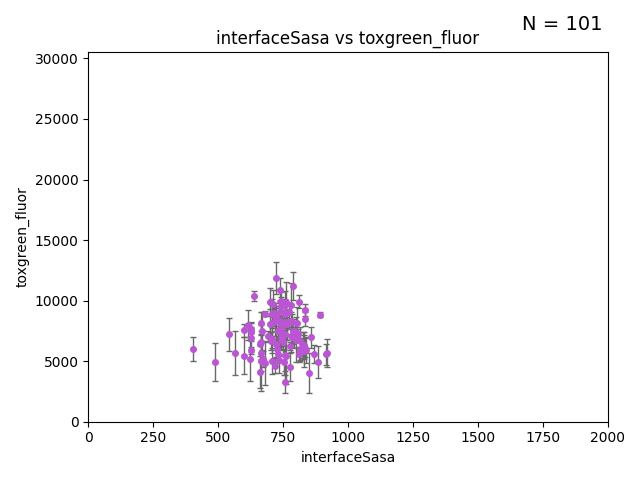 N = 101
interfaceSasa vs toxgreen_fluor
30000
25000
20000
15000
10000
5000
0
toxgreen_fluor
0 250 500 750 1000 1250 1500 1750 2000
interfaceSasa